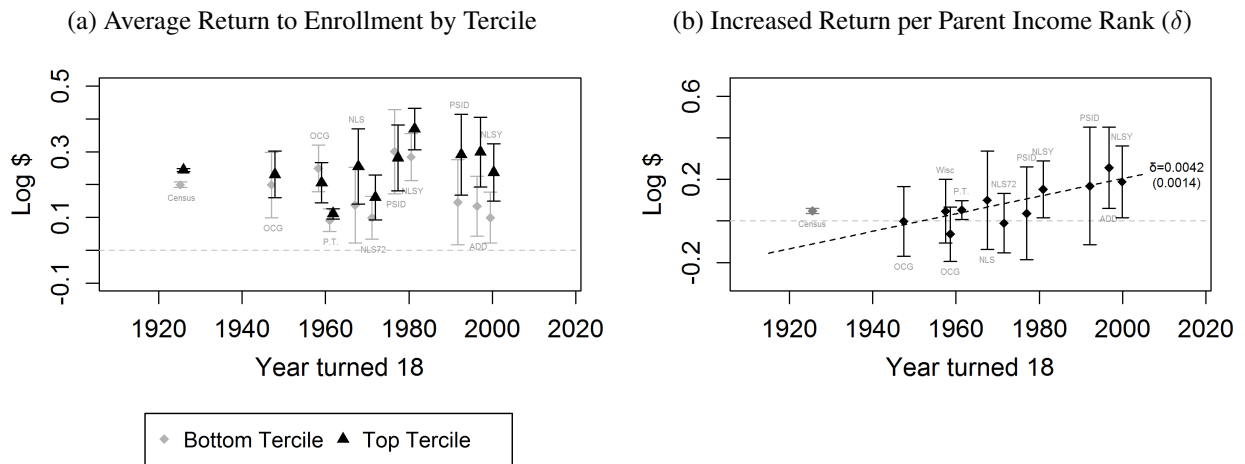 (a) Average Return to Enrollment by Tercile
Log $
-0.1 0.1 0.3 0.5
Census
OCG
OCG
P.T.
NLS
NLS72
PSID
NLSY
PSID
ADD
NLSY
1920 1940 1960 1980 2000 2020
Year turned 18
Bottom Tercile Top Tercile
(b) Increased Return per Parent Income Rank (δ)
Log $
-0.2 0.2 0.6
Census
OCG
Wisc
OCG
P.T.
NLS
NLS72
PSID
NLSY
PSID
ADD
NLSY
δ=0.0042
(0.0014)
1920 1940 1960 1980 2000 2020
Year turned 18